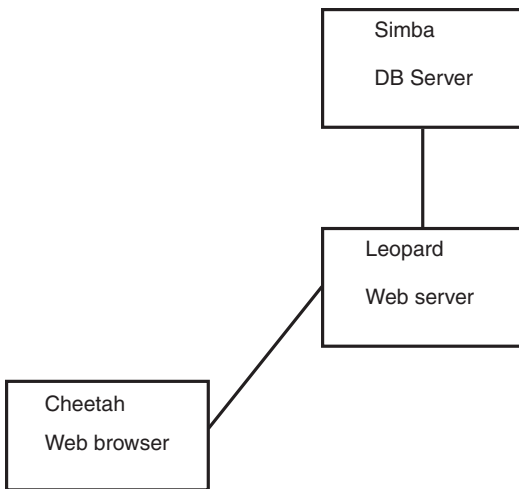 Simba
DB Server
Leopard
Web server
Cheetah
Web browser